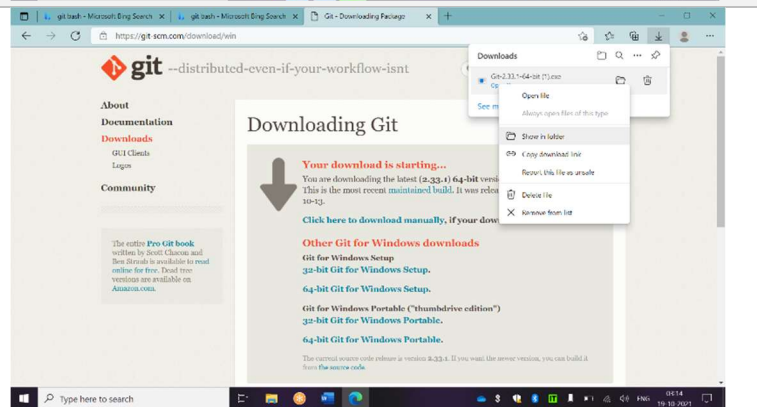 git bash - Microsoft Bing Search
git bash - Microsoft Bing Search
Git - Downloading Package
https://git-scm.com/download/win
git --distributed-even-if-your-workflow-isnt
Downloads
Git-2.33.1-64-bit (1).exe
See m
Open file
Always open files of this type
Show in folder
Copy download link
Report this file as unsafe
Delete file
Remove from list
About
Documentation
Downloads
GUI Clients
Logos
Community
The entire Pro Git book
written by Scott Chacon and
Ben Straub is available to read
online for free. Dead tree
versions are available on
Amazon.com.
Downloading Git
Your download is starting...
You are downloading the latest (2.33.1) 64-bit versi
This is the most recent maintained build. It was relea
10-13.
Click here to download manually, if your dow
Other Git for Windows downloads
Git for Windows Setup
32-bit Git for Windows Setup.
64-bit Git for Windows Setup.
Git for Windows Portable ("thumbdrive edition")
32-bit Git for Windows Portable.
64-bit Git for Windows Portable.
The current source code release is version 2.33.1. If you want the newer version, you can build it
from the source code.
Type here to search
ENG
03:14
19-10-2021